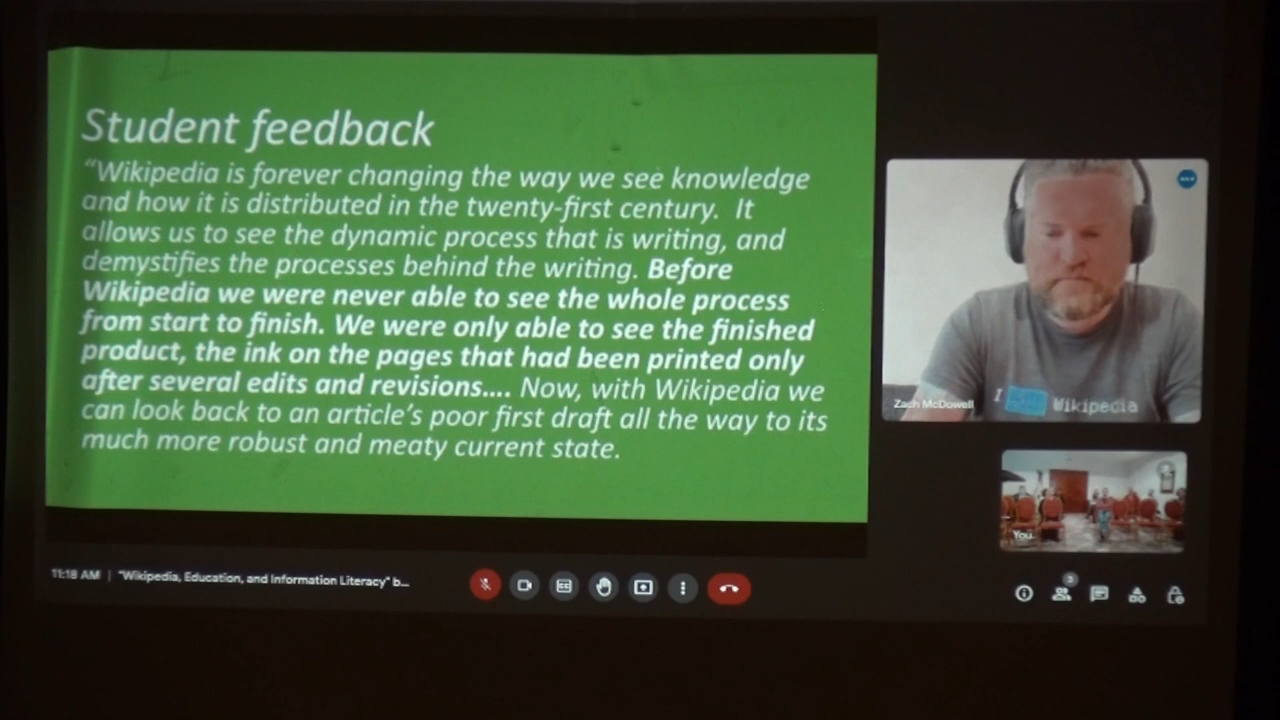 Student feedback
“Wikipedia is forever changing the way we see knowledge
and how it is distributed in the twenty-first century.  It
allows us to see the dynamic process that is writing, and
demystifies the processes behind the writing. Before
Wikipedia we were never able to see the whole process
from start to finish. We were only able to see the finished
product, the ink on the pages that had been printed only
after several edits and revisions.... Now, with Wikipedia we
can look back to an article’s poor first draft all the way to its
much more robust and meaty current state.
I Wikipedia
Zach McDowell
You
11:18 AM | "Wikipedia, Education, and Information Literacy" b...
CC
3